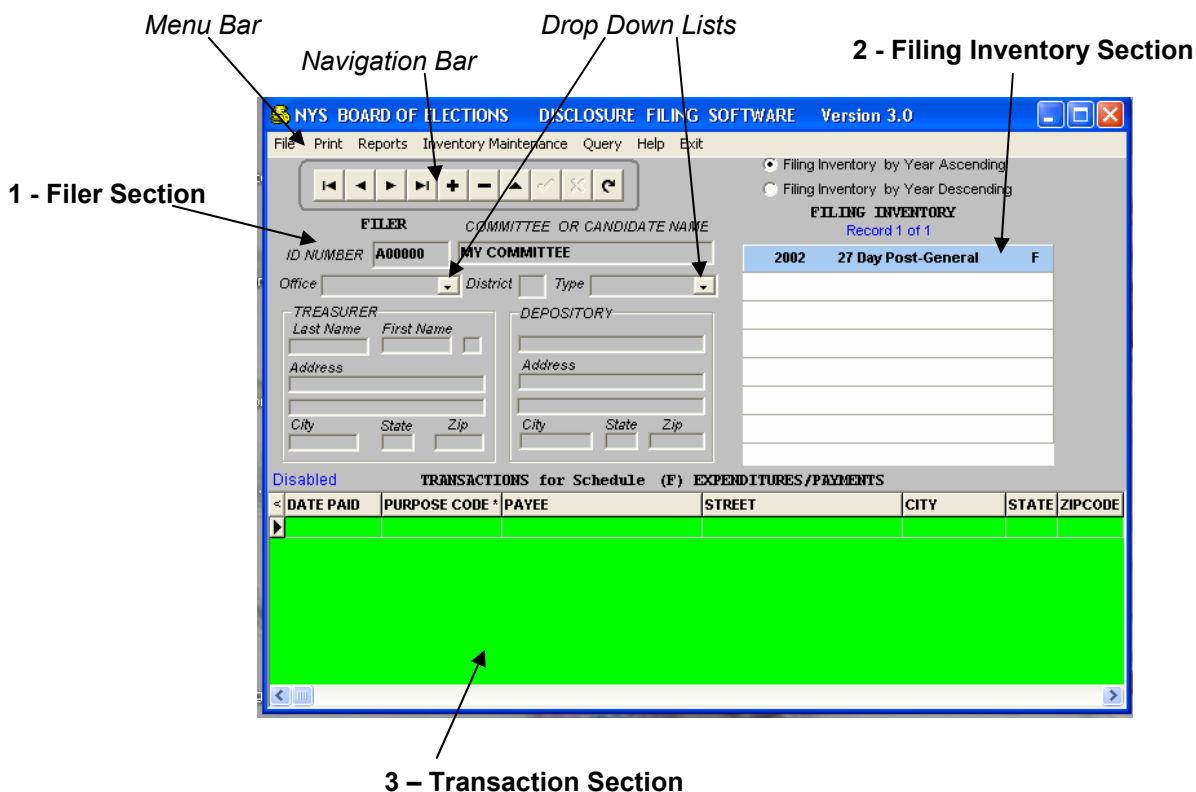 Menu Bar
Drop Down Lists
2 - Filing Inventory Section
Navigation Bar
NYS BOARD OF ELECTIONS DISCLOSURE FILING SOFTWARE Version 3.0
File Print Reports Inventory Maintenance Query Help Exit
Filing Inventory by Year Ascending
Filing Inventory by Year Descending
1 - Filer Section
FILER COMMITTEE OR CANDIDATE NAME
FILING INVENTORY
Record 1 of 1
ID NUMBER A00000 MY COMMITTEE
2002 27 Day Post-General F
Office District Type
TREASURER
Last Name First Name
Address
City State Zip
DEPOSITORY
Address
City State Zip
Disabled TRANSACTIONS for Schedule (F) EXPENDITURES/PAYMENTS
< DATE PAID PURPOSE CODE * PAYEE STREET CITY STATE ZIPCODE
3 – Transaction Section